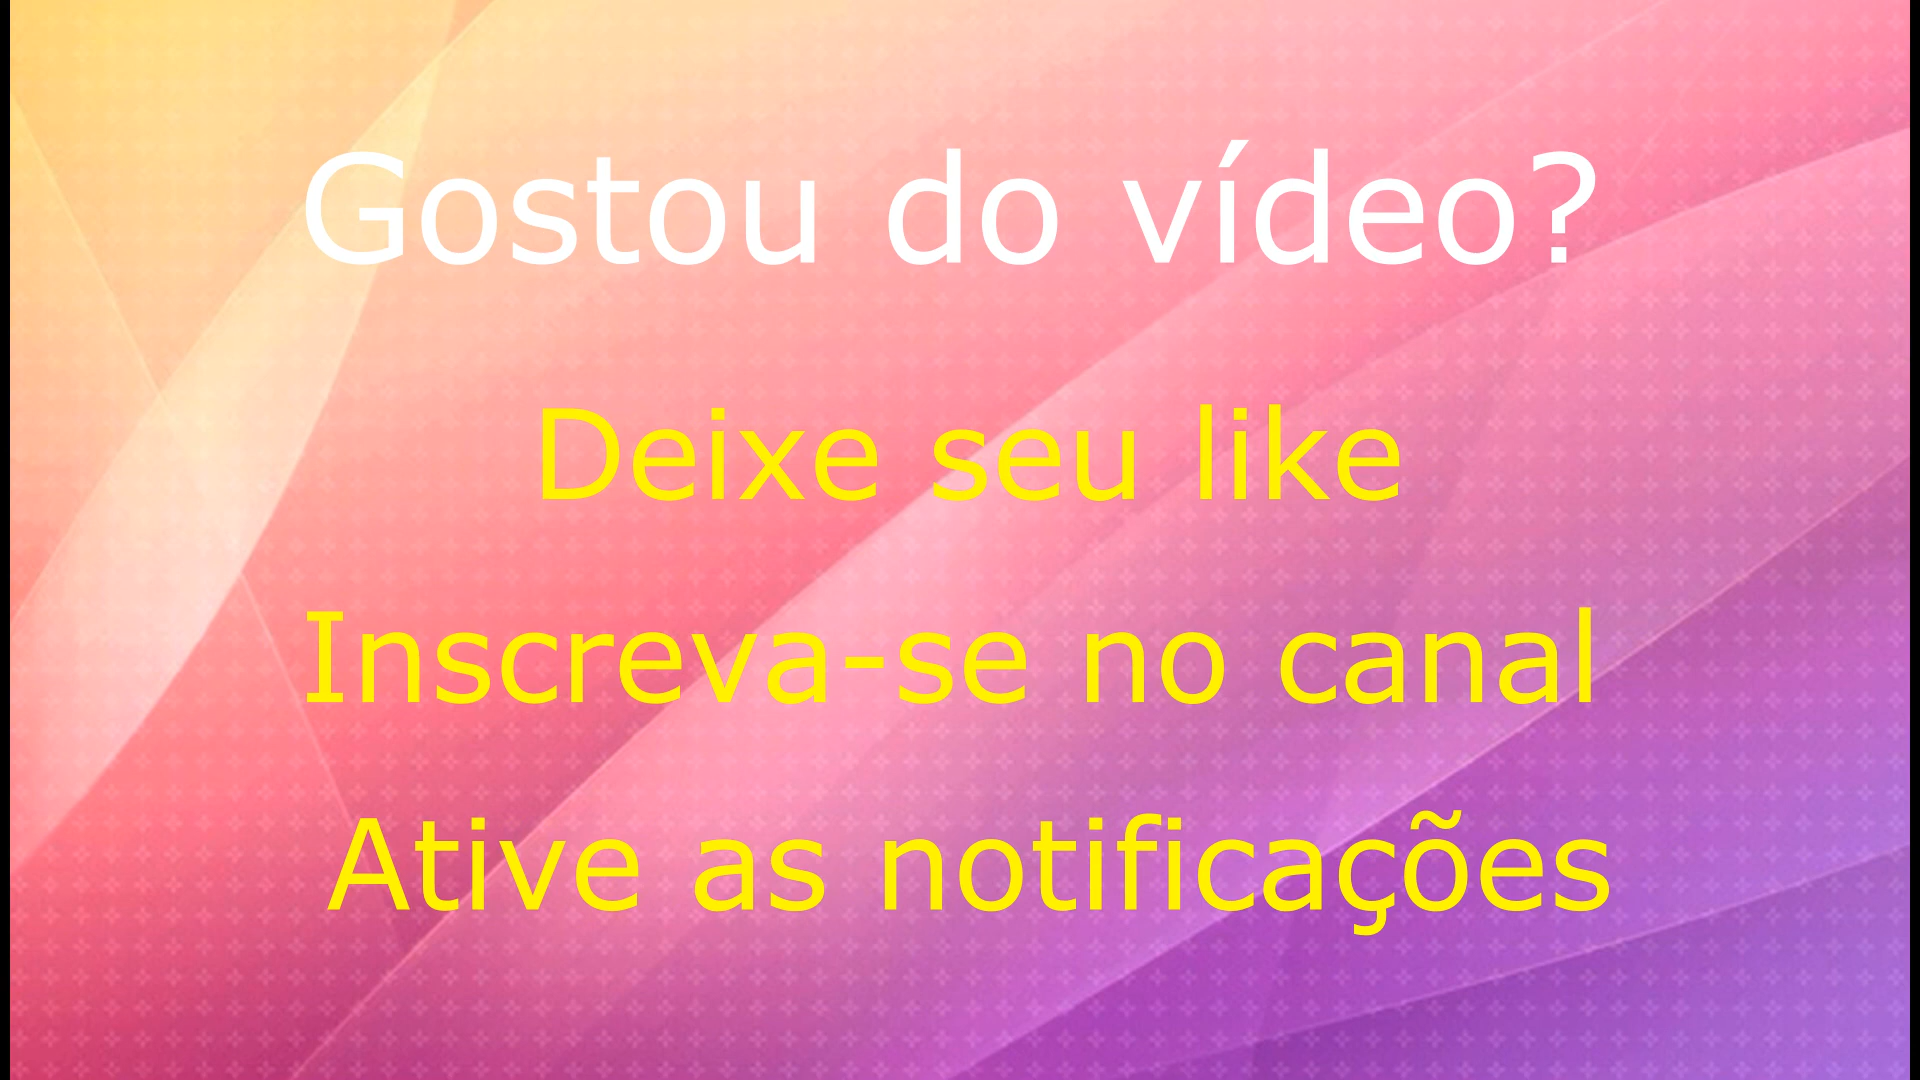 Gostou do vídeo?
Deixe seu like
Inscreva-se no canal
Ative as notificações